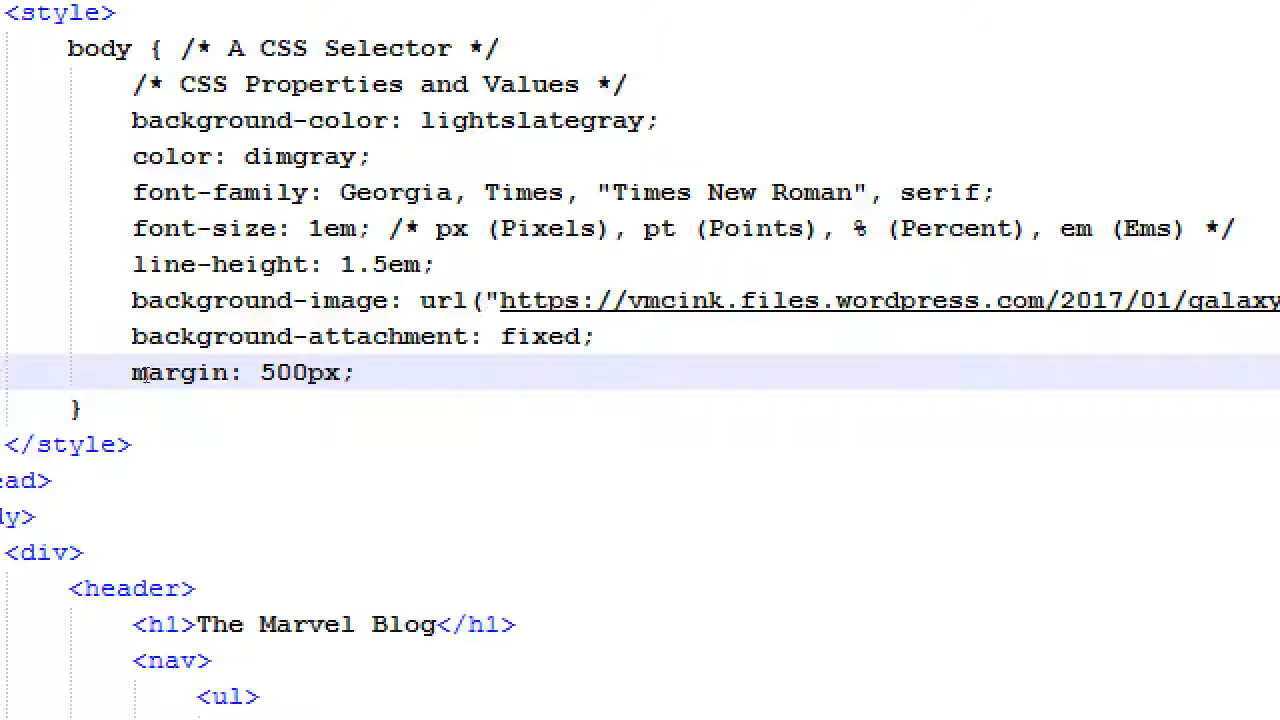 <style>
body { /* A CSS Selector */
/* CSS Properties and Values */
background-color: lightslategray;
color: dimgray;
font-family: Georgia, Times, "Times New Roman", serif;
font-size: 1em; /* px (Pixels), pt (Points), % (Percent), em (Ems) */
line-height: 1.5em;
background-image: url("https://vmcink.files.wordpress.com/2017/01/galaxy
background-attachment: fixed;
margin: 500px;
}
</style>
ead>
dy>
<div>
<header>
<h1>The Marvel Blog</h1>
<nav>
<ul>